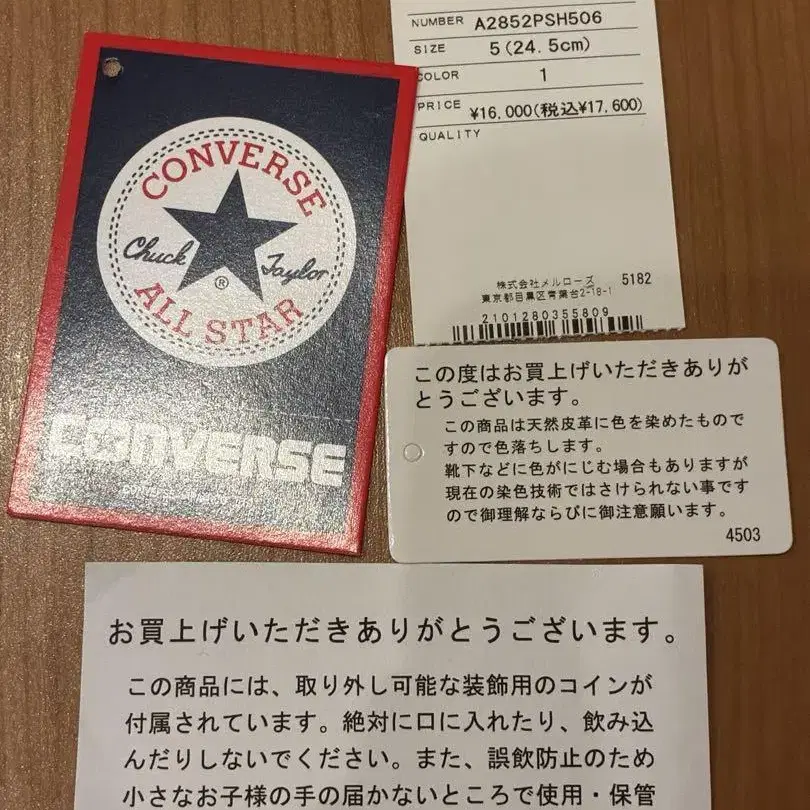 CONVERSE
Chuck Taylor
®
ALL STAR
CONVERSE
NUMBER A2852PSH506
SIZE 5(24.5cm)
COLOR 1
PRICE ¥16,000(税込¥17,600)
QUALITY
株式会社メルローズ 5182
東京都目黒区青葉台2-18-1
2101280355809
この度はお買上げいただきありが
とうございます。
この商品は天然皮革に色を染めたもので
すので色落ちします。
靴下などに色がにじむ場合もありますが
現在の染色技術ではさけられない事です
ので御理解ならびに御注意願います。
4503
お買上げいただきありがとうございます。
この商品には、取り外し可能な装飾用のコインが
付属されています。絶対に口に入れたり、飲み込
んだりしないでください。また、誤飲防止のため
小さなお子様の手の届かないところで使用・保管